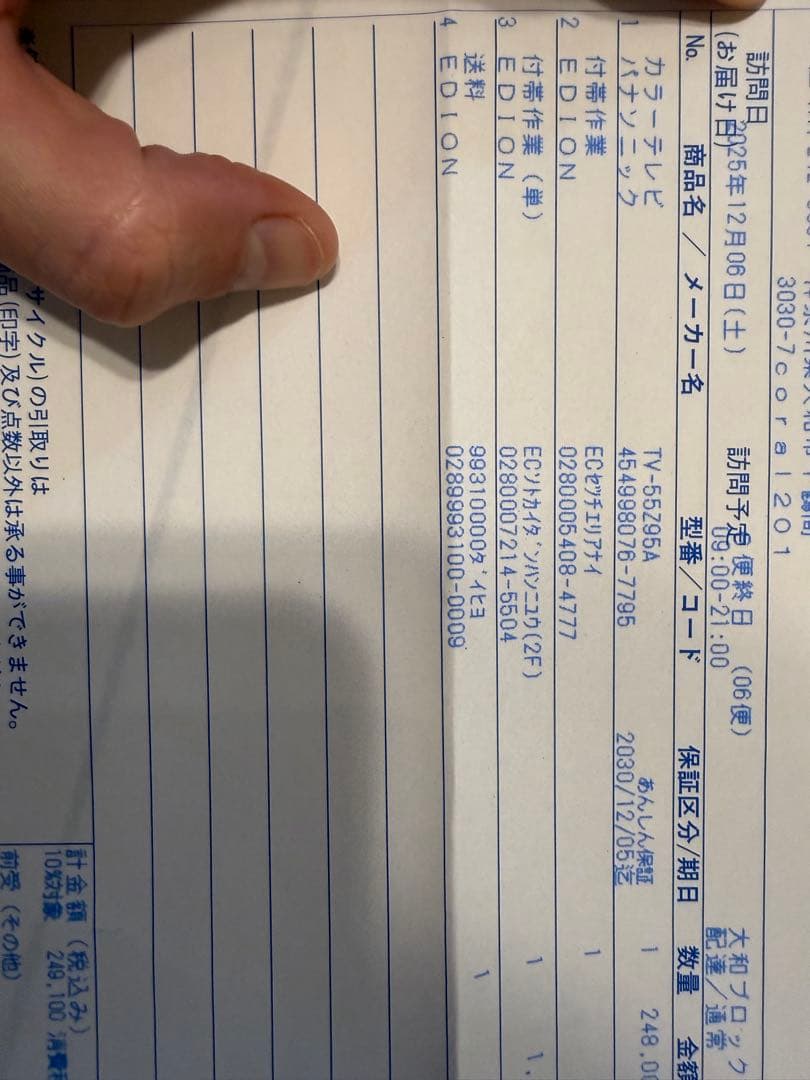 3030-7coral201
訪問日
(お届け日)
2025年12月06日(土)
訪問予定
便終日 (06便)
09:00-21:00
大和ブロック
配達/通常
No. 商品名/メーカー名 型番/コード 保証区分/期日 数量 金額
カラーテレビ TV-55Z95A あんしん保証 1 248,00
1 パナソニック 454998076-7795 2030/12/05迄
付帯作業 ECセッチエリアナイ 1
2 EDION 0280005408-4777
付帯作業(単) ECソトカイダンハンニュウ(2F) 1 1,
3 EDION 0280007214-5504
送料 99310000ダイヒヨ 1
4 EDION 0289993100-0009
サイクル)の引取りは
品(印字)及び点数以外は承る事ができません。
計金額(税込み)
10%対象 249,100 消費税
前受(その他)